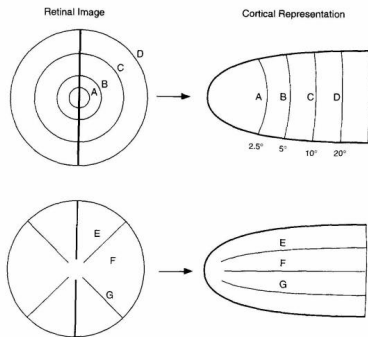 Retinal Image
Cortical Representation
D
C
B
A
A B C D
2.5° 5° 10° 20°
E
F
G
E
F
G